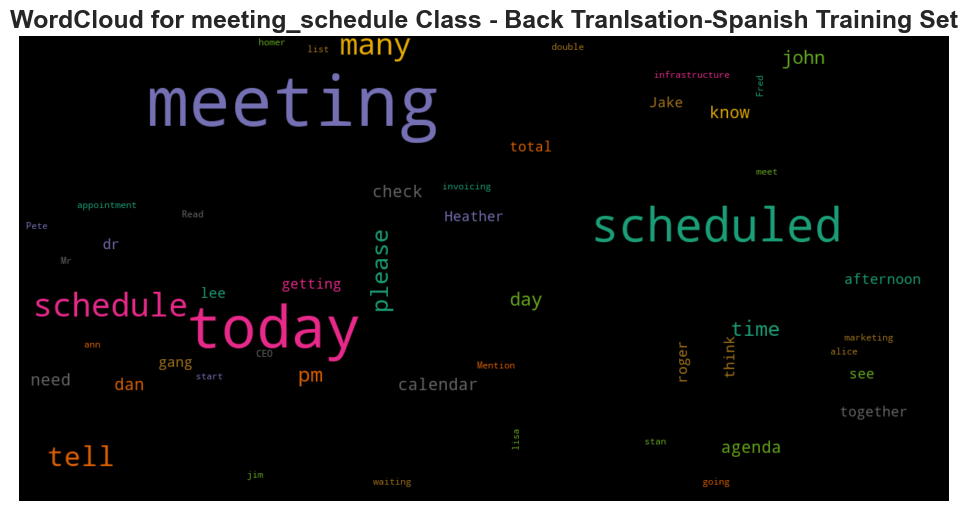 WordCloud for meeting_schedule Class - Back Tranlsation-Spanish Training Set
homer
list
many
double
john
infrastructure
Fred
meeting
Jake
know
total
meet
check
invoicing
appointment
Read
Heather
Pete
scheduled
dr
please
Mr
afternoon
getting
lee
schedule
day
today
time
marketing
ann
think
CEO
alice
roger
gang
Mention
see
start
pm
need
dan
calendar
together
lisa
stan
agenda
tell
jim
waiting
going